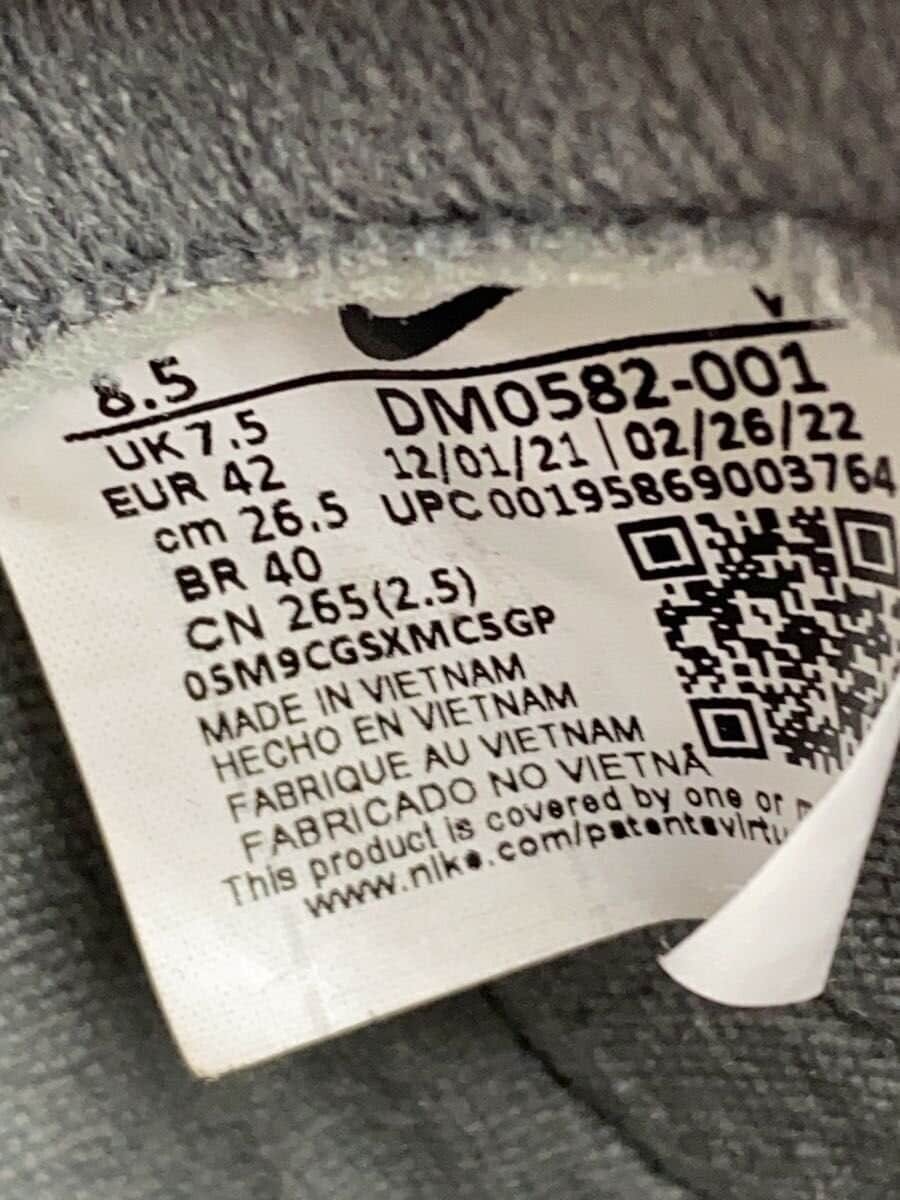 8.5
UK 7.5
EUR 42
cm 26.5
BR 40
CN 265(2.5)
DM0582-001
12/01/21 | 02/26/22
UPC 00195869003764
05M9CGSXMC5GP
MADE IN VIETNAM
HECHO EN VIETNAM
FABRIQUE AU VIETNAM
FABRICADO NO VIETNÃ
This product is covered by one or
www.nike.com/patents